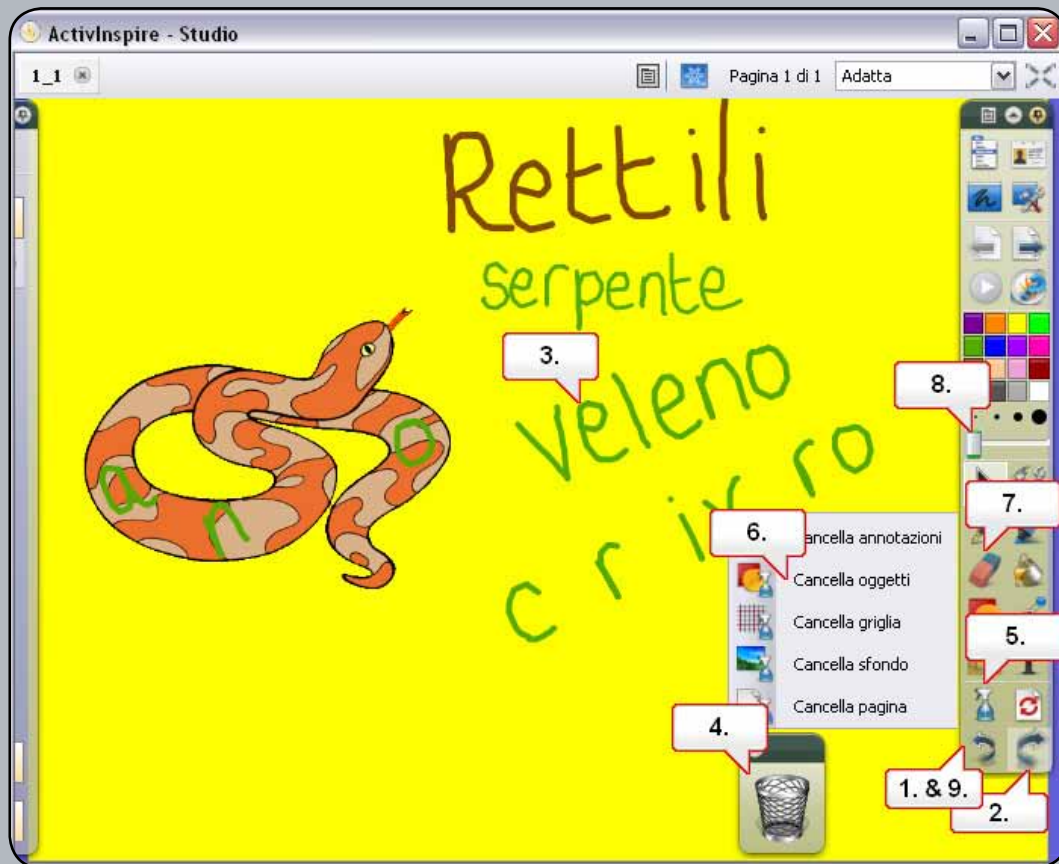 ActivInspire - Studio
1_1
Pagina 1 di 1
Adatta
Rettili
serpente
3.
veleno
8.
a
n
o
7.
c r i v r o
6.
ancella annotazioni
Cancella oggetti
Cancella griglia
5.
Cancella sfondo
Cancella pagina
4.
1. & 9.
2.